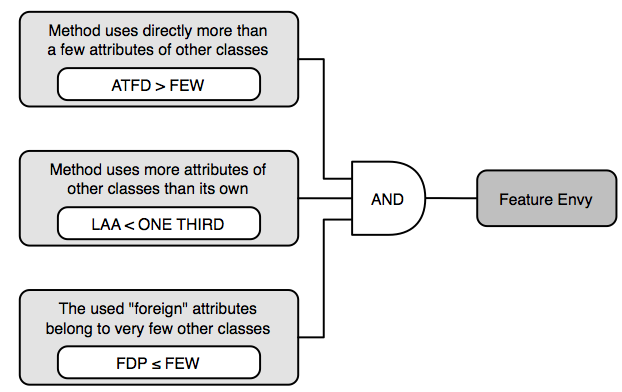 Method uses directly more than
a few attributes of other classes
ATFD > FEW
Method uses more attributes of
other classes than its own
LAA < ONE THIRD
The used "foreign" attributes
belong to very few other classes
FDP ≤ FEW
AND
Feature Envy